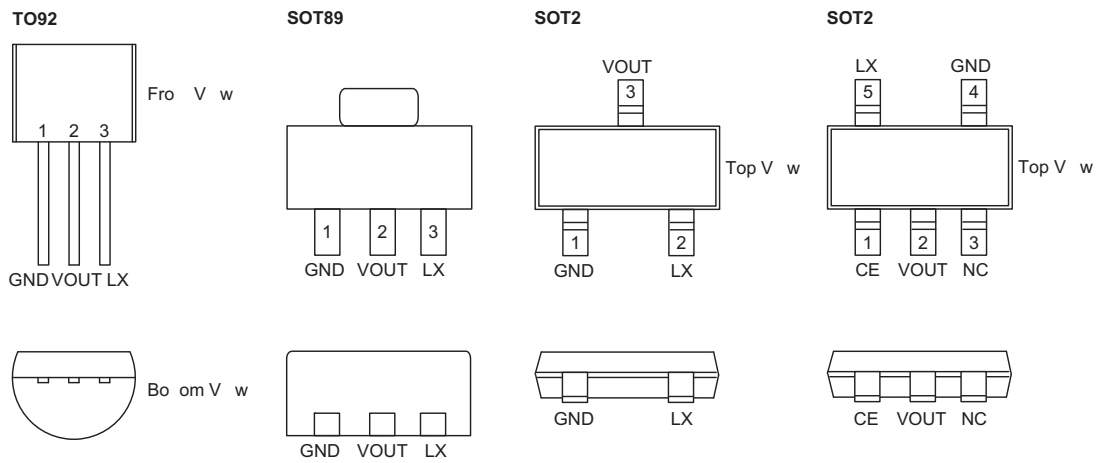 TO92 SOT89 SOT2 SOT2
VOUT LX GND
3 5 4
Fro V w
1 2 3
Top V w Top V w
1 2 3 1 2 1 2 3
GND VOUT LX GND LX CE VOUT NC
GND VOUT LX
Bo om V w
GND LX CE VOUT NC
GND VOUT LX